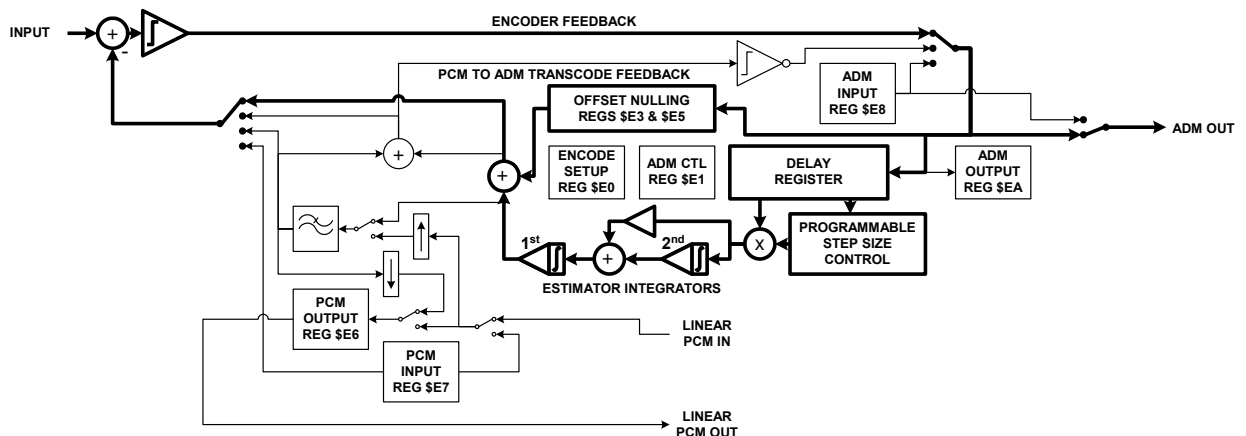 ENCODER FEEDBACK
INPUT
+
-
PCM TO ADM TRANSCODE FEEDBACK
ADM
INPUT
REG $E8
OFFSET NULLING
REGS $E3 & $E5
ADM OUT
+
+
ENCODE
SETUP
REG $E0
ADM CTL
REG $E1
DELAY
REGISTER
ADM
OUTPUT
REG $EA
PROGRAMMABLE
STEP SIZE
CONTROL
1st
+
2nd
X
ESTIMATOR INTEGRATORS
PCM
OUTPUT
REG $E6
LINEAR
PCM IN
PCM
INPUT
REG $E7
LINEAR
PCM OUT